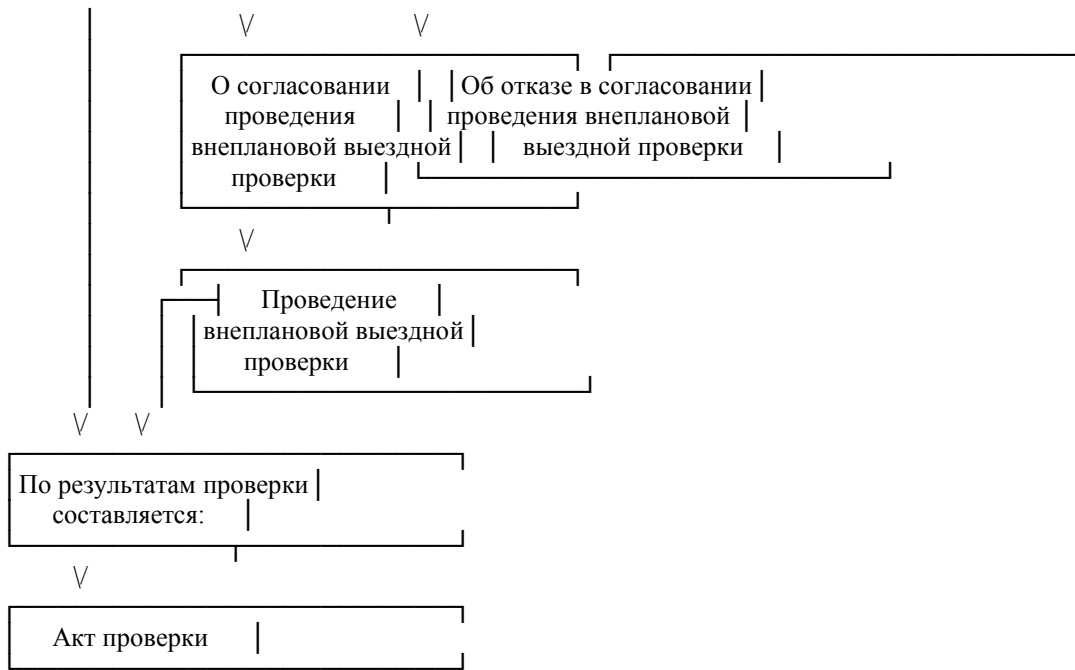 О согласовании
проведения
внеплановой выездной
проверки
Об отказе в согласовании
проведения внеплановой
выездной проверки
Проведение
внеплановой выездной
проверки
По результатам проверки
составляется:
Акт проверки